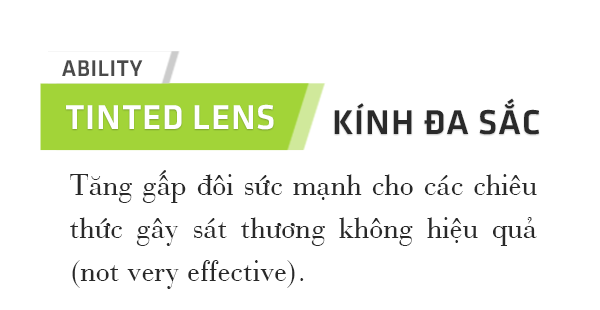 ABILITY
TINTED LENS
KÍNH ĐA SẮC
Tăng gấp đôi sức mạnh cho các chiêu
thức gây sát thương không hiệu quả
(not very effective).